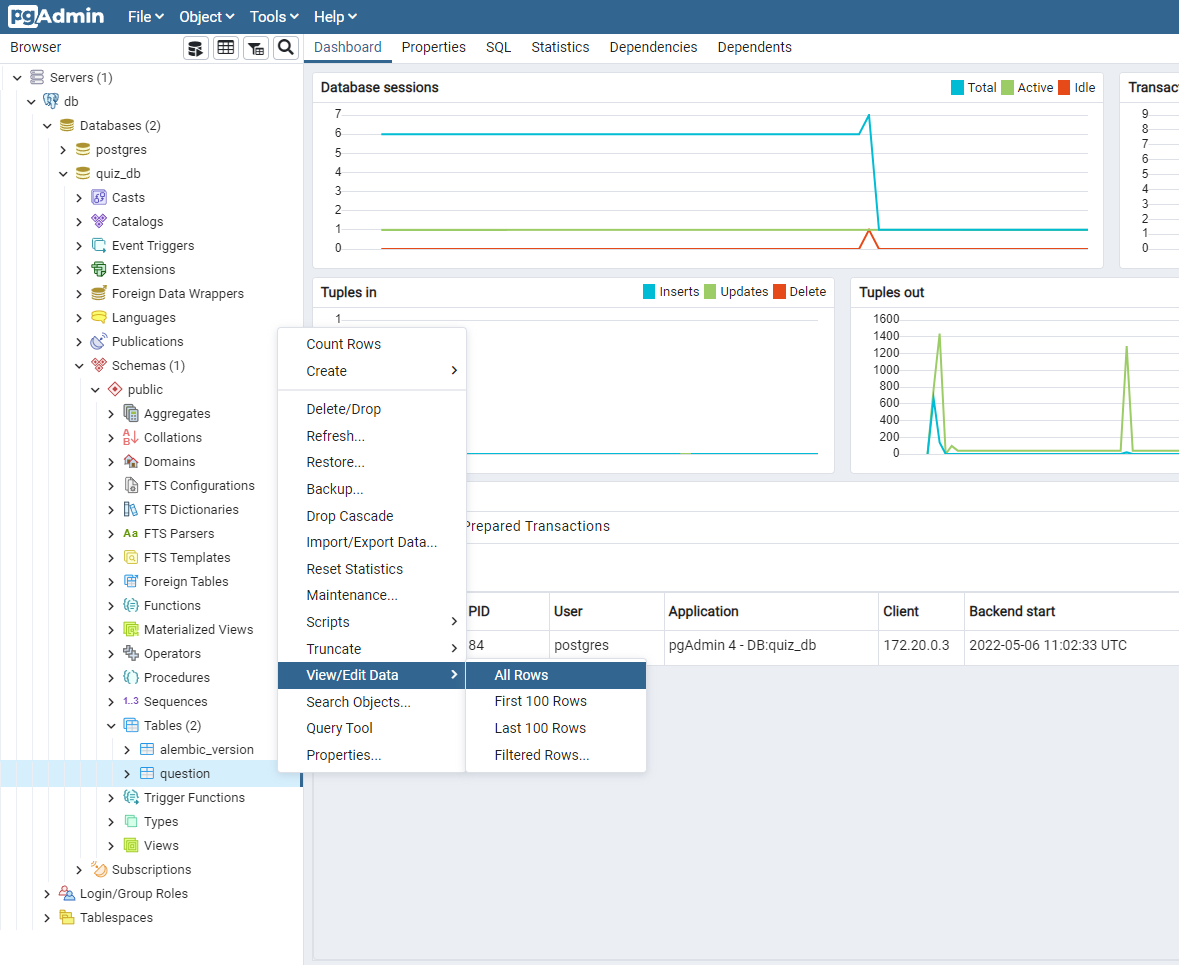 pgAdmin File Object Tools Help
Browser
Dashboard Properties SQL Statistics Dependencies Dependents
Servers (1)
db
Databases (2)
postgres
quiz_db
Casts
Catalogs
Event Triggers
Extensions
Foreign Data Wrappers
Languages
Publications
Schemas (1)
public
Aggregates
Collations
Domains
FTS Configurations
FTS Dictionaries
Aa FTS Parsers
FTS Templates
Foreign Tables
Functions
Materialized Views
Operators
Procedures
1..3 Sequences
Tables (2)
alembic_version
question
Trigger Functions
Types
Views
Subscriptions
Login/Group Roles
Tablespaces
Database sessions
Total Active Idle
7
6
5
4
3
2
1
0
Transac
9
8
7
6
5
4
3
2
1
0
Tuples in
Inserts Updates Delete
1
Tuples out
1600
1400
1200
1000
800
600
400
200
0
Count Rows
Create
Delete/Drop
Refresh...
Restore...
Backup...
Drop Cascade
Import/Export Data...
Reset Statistics
Maintenance...
Scripts
Truncate
View/Edit Data
Search Objects...
Query Tool
Properties...
All Rows
First 100 Rows
Last 100 Rows
Filtered Rows...
Prepared Transactions
PID User Application Client Backend start
84 postgres pgAdmin 4 - DB:quiz_db 172.20.0.3 2022-05-06 11:02:33 UTC